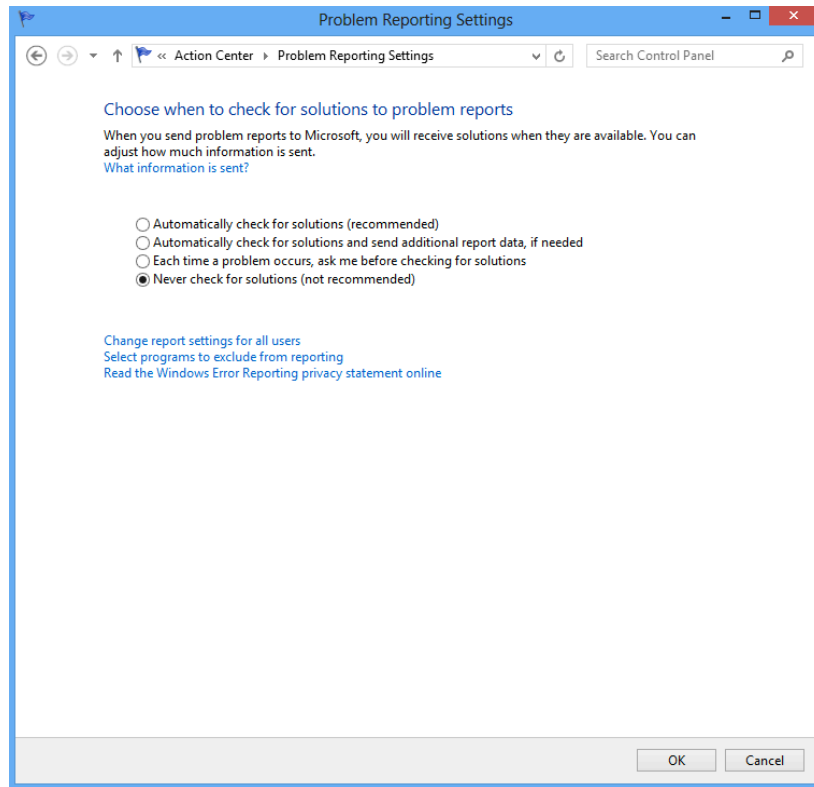 Problem Reporting Settings
« Action Center Problem Reporting Settings
Search Control Panel
Choose when to check for solutions to problem reports
When you send problem reports to Microsoft, you will receive solutions when they are available. You can
adjust how much information is sent.
What information is sent?
Automatically check for solutions (recommended)
Automatically check for solutions and send additional report data, if needed
Each time a problem occurs, ask me before checking for solutions
Never check for solutions (not recommended)
Change report settings for all users
Select programs to exclude from reporting
Read the Windows Error Reporting privacy statement online
OK Cancel